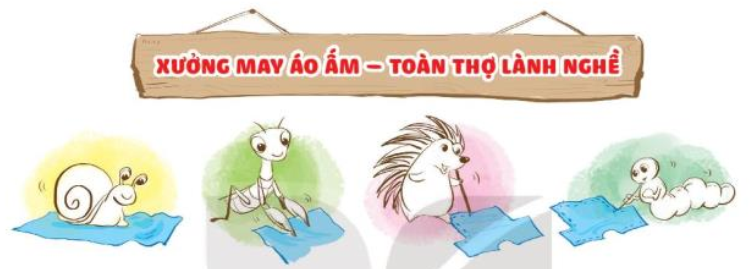 XƯỞNG MAY ÁO ẤM – TOÀN THỢ LÀNH NGHỀ